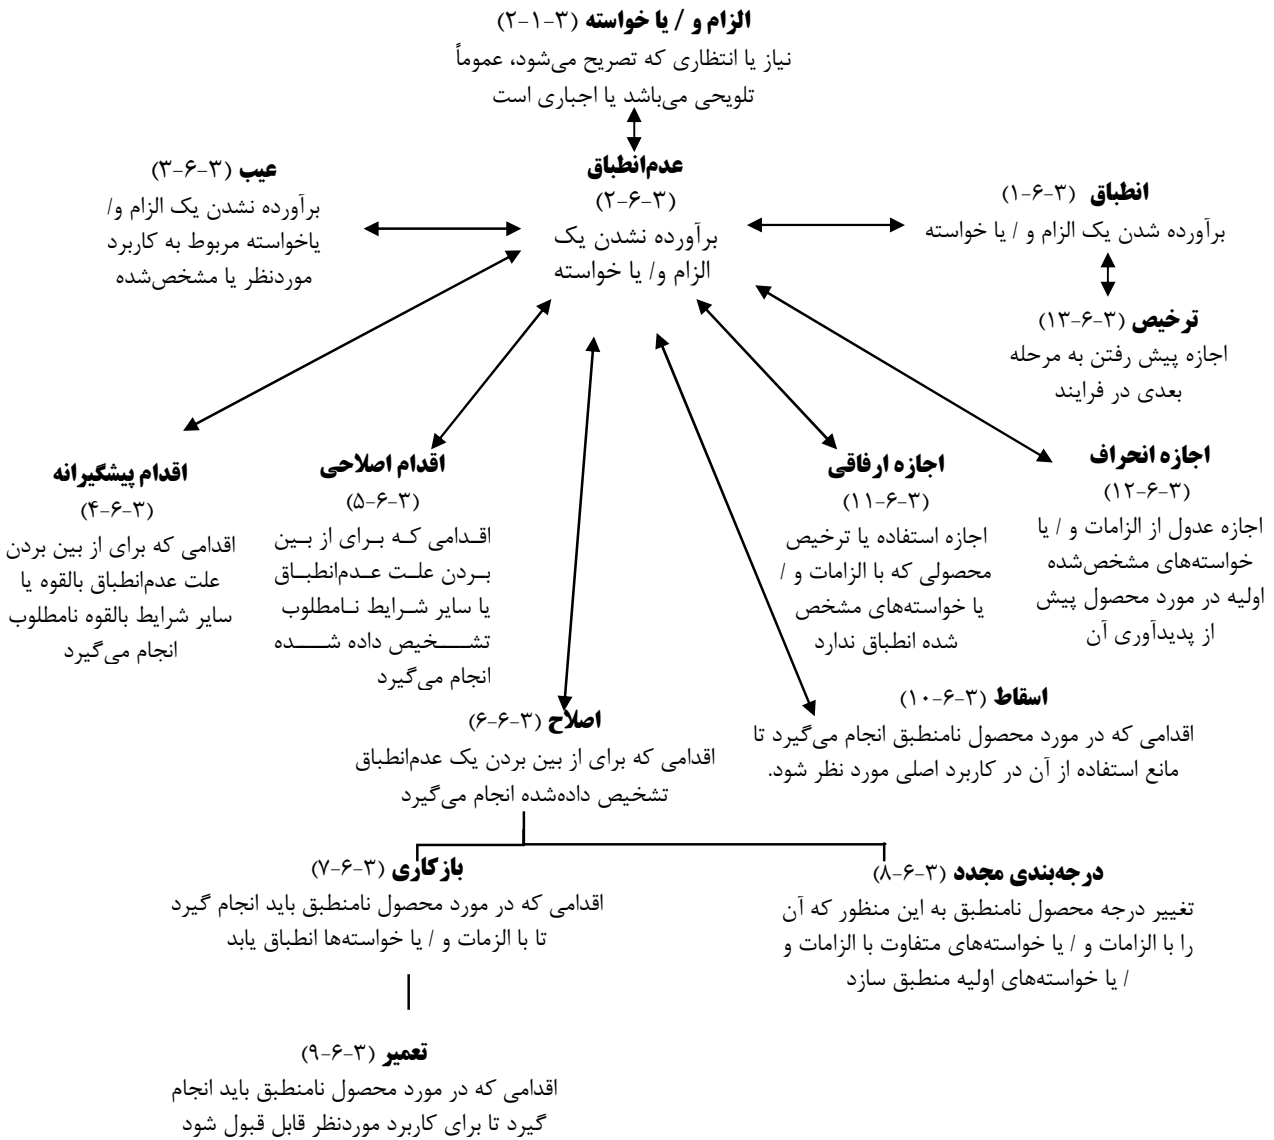 الزام و / یا خواسته (۳-۱-۲)
نیاز یا انتظاری که تصریح می‌شود، عموماً
تلویحی می‌باشد یا اجباری است
عدم‌انطباق
(۳-۶-۲)
برآورده نشدن یک
الزام و/ یا خواسته
انطباق (۳-۶-۱)
برآورده شدن یک الزام و / یا خواسته
ترخیص (۳-۶-۱۳)
اجازه پیش رفتن به مرحله
بعدی در فرایند
عیب (۳-۶-۳)
برآورده نشدن یک الزام و/
یاخواسته مربوط به کاربرد
موردنظر یا مشخص‌شده
اجازه انحراف
(۳-۶-۱۲)
اجازه عدول از الزامات و / یا
خواسته‌های مشخص‌شده
اولیه در مورد محصول پیش
از پدیدآوری آن
اجازه ارفاقی
(۳-۶-۱۱)
اجازه استفاده یا ترخیص
محصولی که با الزامات و /
یا خواسته‌های مشخص
شده انطباق ندارد
اقدام اصلاحی
(۳-۶-۵)
اقدامی که برای از بین
بردن علت عدم‌انطباق
یا سایر شرایط نامطلوب
تشخیص داده شده
انجام می‌گیرد
اقدام پیشگیرانه
(۳-۶-۴)
اقدامی که برای از بین بردن
علت عدم‌انطباق بالقوه یا
سایر شرایط بالقوه نامطلوب
انجام می‌گیرد
اسقاط (۳-۶-۱۰)
اقدامی که در مورد محصول نامنطبق انجام می‌گیرد تا
مانع استفاده از آن در کاربرد اصلی مورد نظر شود.
اصلاح (۳-۶-۶)
اقدامی که برای از بین بردن یک عدم‌انطباق
تشخیص داده‌شده انجام می‌گیرد
درجه‌بندی مجدد (۳-۶-۸)
تغییر درجه محصول نامنطبق به این منظور که آن
را با الزامات و / یا خواسته‌های متفاوت با الزامات و
/ یا خواسته‌های اولیه منطبق سازد
بازکاری (۳-۶-۷)
اقدامی که در مورد محصول نامنطبق باید انجام گیرد
تا با الزمات و / یا خواسته‌ها انطباق یابد
تعمیر (۳-۶-۹)
اقدامی که در مورد محصول نامنطبق باید انجام
گیرد تا برای کاربرد موردنظر قابل قبول شود